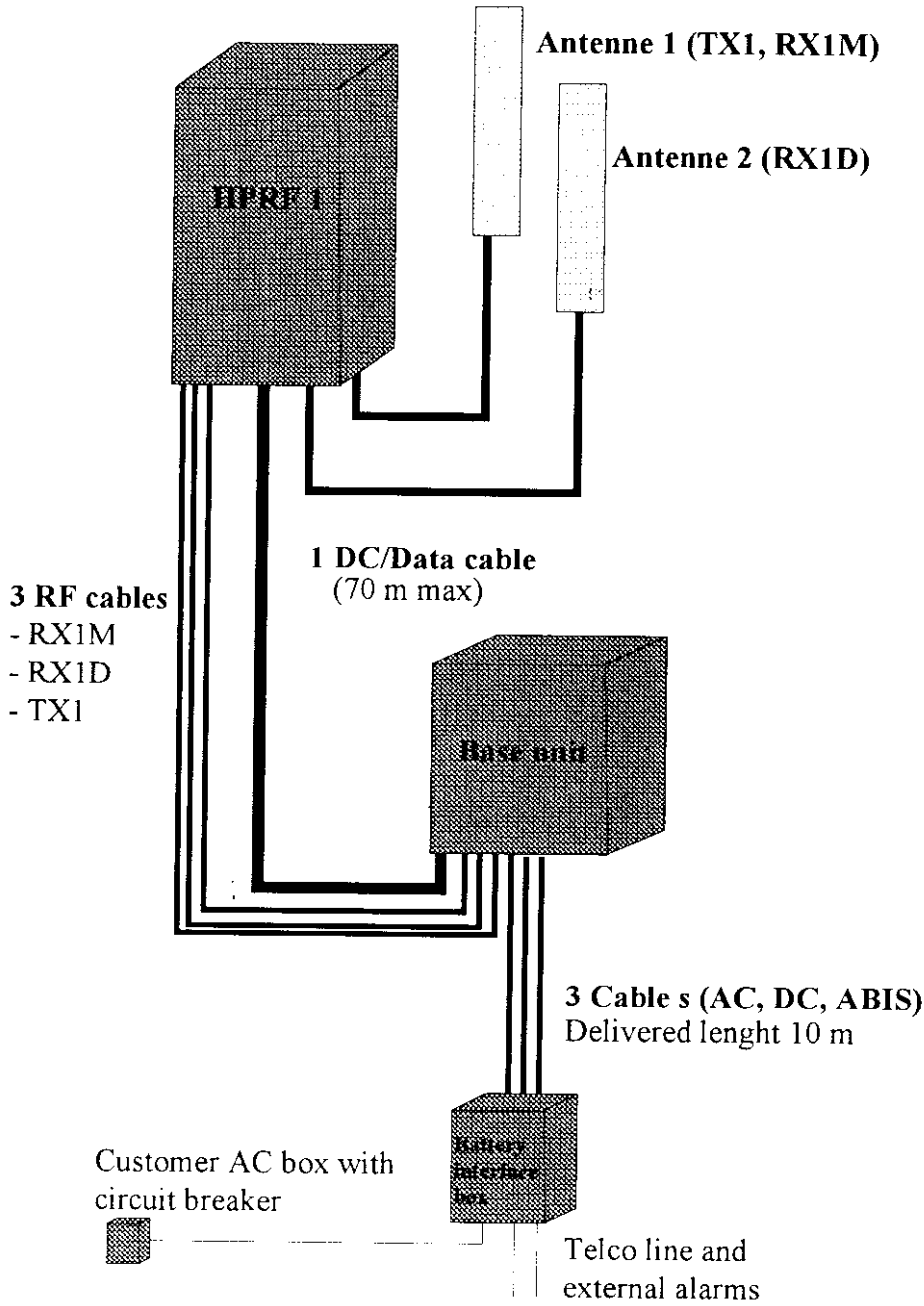 Antenne 1 (TX1, RX1M)
Antenne 2 (RX1D)
HPRF 1
1 DC/Data cable
(70 m max)
3 RF cables
- RX1M
- RX1D
- TX1
Base unit
3 Cable s (AC, DC, ABIS)
Delivered lenght 10 m
Battery
interface
box
Customer AC box with
circuit breaker
Telco line and
external alarms